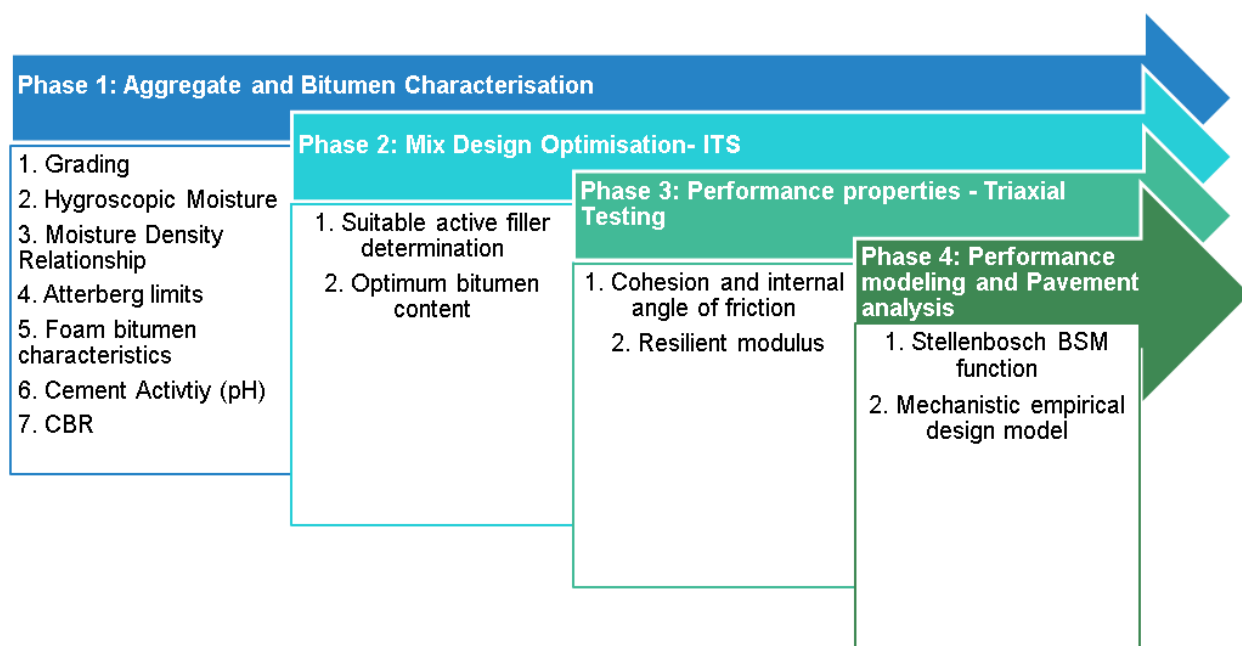 Phase 1: Aggregate and Bitumen Characterisation
1. Grading
2. Hygroscopic Moisture
3. Moisture Density
Relationship
4. Atterberg limits
5. Foam bitumen
characteristics
6. Cement Activtiy (pH)
7. CBR
Phase 2: Mix Design Optimisation- ITS
1. Suitable active filler
determination
2. Optimum bitumen
content
Phase 3: Performance properties - Triaxial
Testing
1. Cohesion and internal
angle of friction
2. Resilient modulus
Phase 4: Performance
modeling and Pavement
analysis
1. Stellenbosch BSM
function
2. Mechanistic empirical
design model